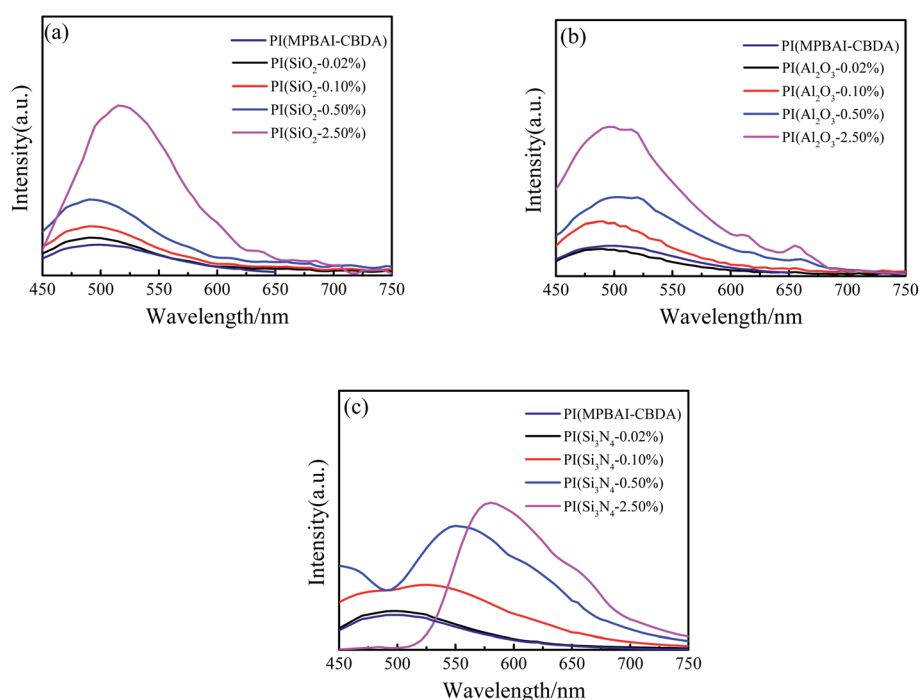 (a)
PI(MPBAI-CBDA)
PI(SiO₂-0.02%)
PI(SiO₂-0.10%)
PI(SiO₂-0.50%)
PI(SiO₂-2.50%)
Intensity(a.u.)
450 500 550 600 650 700 750
Wavelength/nm
(b)
PI(MPBAI-CBDA)
PI(Al₂O₃-0.02%)
PI(Al₂O₃-0.10%)
PI(Al₂O₃-0.50%)
PI(Al₂O₃-2.50%)
Intensity(a.u.)
450 500 550 600 650 700 750
Wavelength/nm
(c)
PI(MPBAI-CBDA)
PI(Si₃N₄-0.02%)
PI(Si₃N₄-0.10%)
PI(Si₃N₄-0.50%)
PI(Si₃N₄-2.50%)
Intensity(a.u.)
450 500 550 600 650 700 750
Wavelength/nm